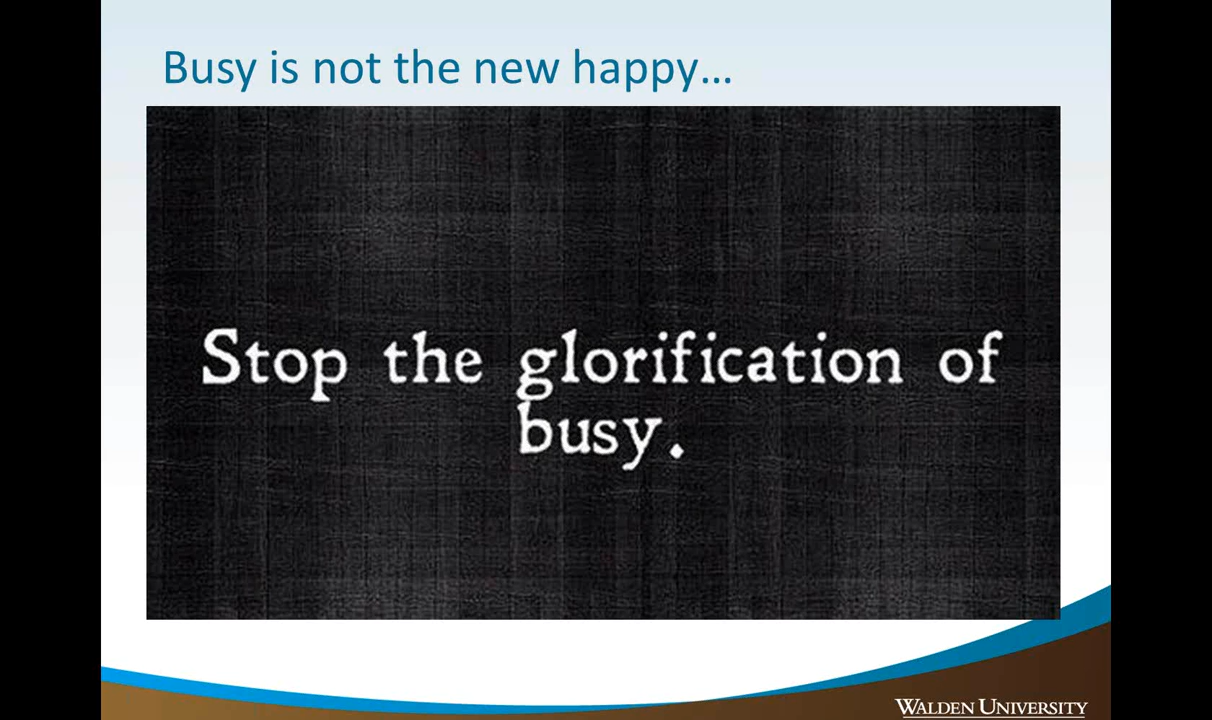 Busy is not the new happy…
Stop the glorification of
busy.
WALDEN UNIVERSITY